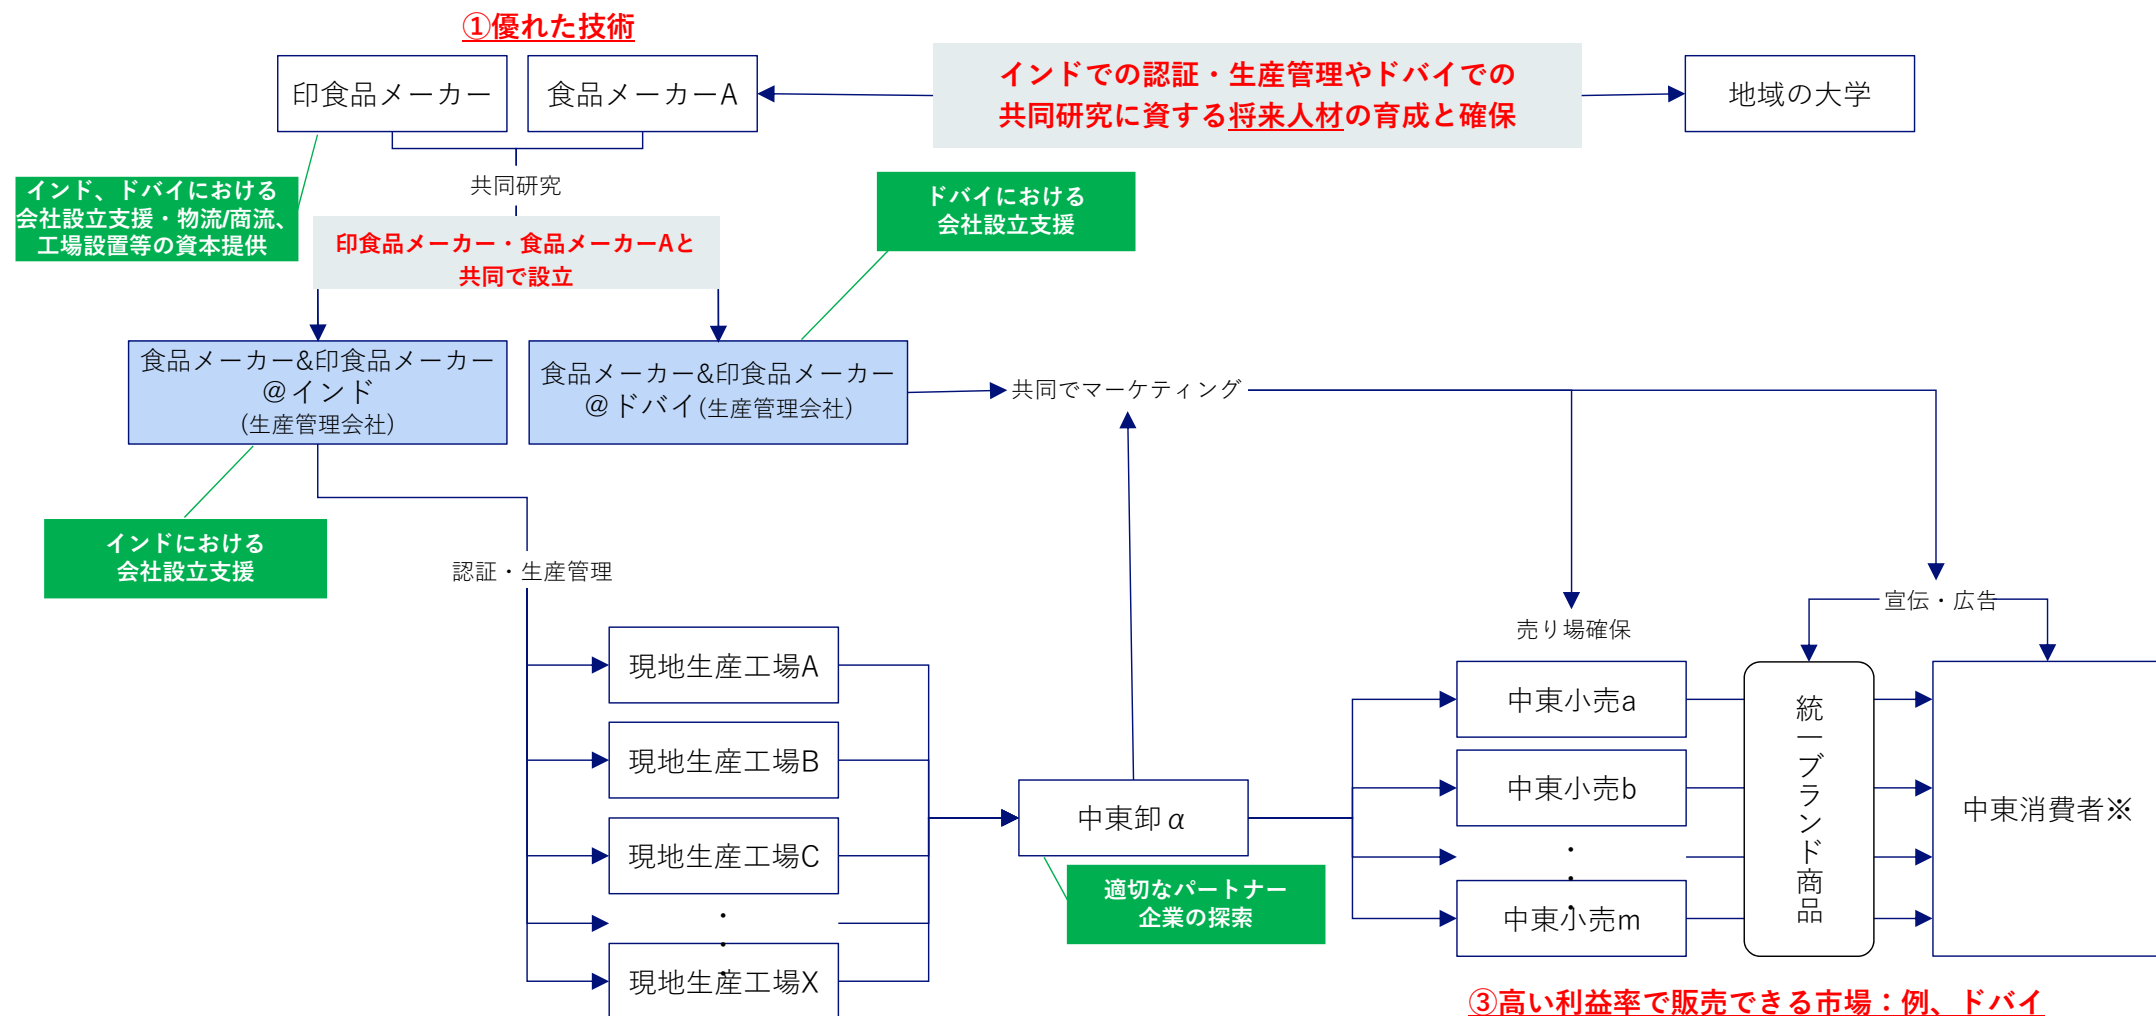 ①優れた技術
印食品メーカー
食品メーカーA
インドでの認証・生産管理やドバイでの
共同研究に資する将来人材の育成と確保
地域の大学
インド、ドバイにおける
会社設立支援・物流/商流、
工場設置等の資本提供
共同研究
ドバイにおける
会社設立支援
印食品メーカー・食品メーカーAと
共同で設立
食品メーカー&印食品メーカー
@インド
(生産管理会社)
食品メーカー&印食品メーカー
@ドバイ(生産管理会社)
共同でマーケティング
インドにおける
会社設立支援
認証・生産管理
宣伝・広告
売り場確保
現地生産工場A
現地生産工場B
現地生産工場C
・
・
・
現地生産工場X
中東卸α
適切なパートナー
企業の探索
中東小売a
中東小売b
・
・
・
中東小売m
統一ブランド商品
中東消費者※
③高い利益率で販売できる市場：例、ドバイ